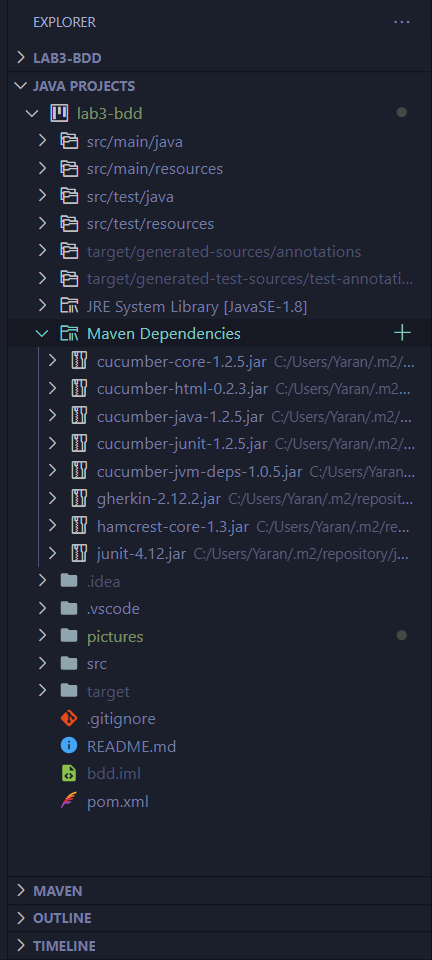 EXPLORER
LAB3-BDD
JAVA PROJECTS
lab3-bdd
src/main/java
src/main/resources
src/test/java
src/test/resources
target/generated-sources/annotations
target/generated-test-sources/test-annotati...
JRE System Library [JavaSE-1.8]
Maven Dependencies
cucumber-core-1.2.5.jar C:/Users/Yaran/.m2/...
cucumber-html-0.2.3.jar C:/Users/Yaran/.m2...
cucumber-java-1.2.5.jar C:/Users/Yaran/.m2/...
cucumber-junit-1.2.5.jar C:/Users/Yaran/.m2/...
cucumber-jvm-deps-1.0.5.jar C:/Users/Yaran...
gherkin-2.12.2.jar C:/Users/Yaran/.m2/reposit...
hamcrest-core-1.3.jar C:/Users/Yaran/.m2/re...
junit-4.12.jar C:/Users/Yaran/.m2/repository/j...
.idea
.vscode
pictures
src
target
.gitignore
README.md
bdd.iml
pom.xml
MAVEN
OUTLINE
TIMELINE